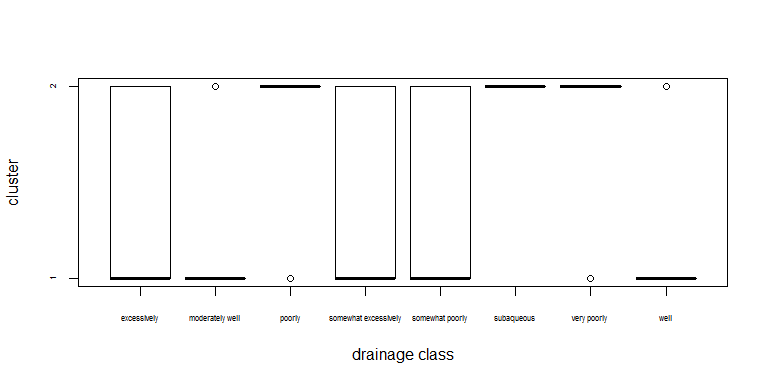 cluster
2
1
excessively
moderately well
poorly
somewhat excessively
somewhat poorly
subaqueous
very poorly
well
drainage class